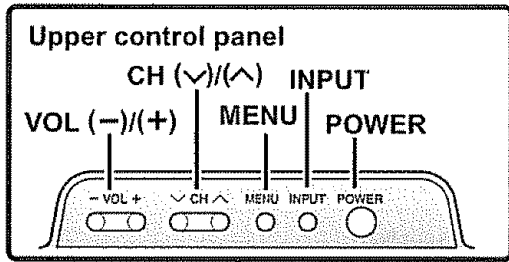 Upper control panel
CH (∨)/(∧) INPUT
VOL (−)/(+) MENU POWER
− VOL + ∨ CH ∧ MENU INPUT POWER